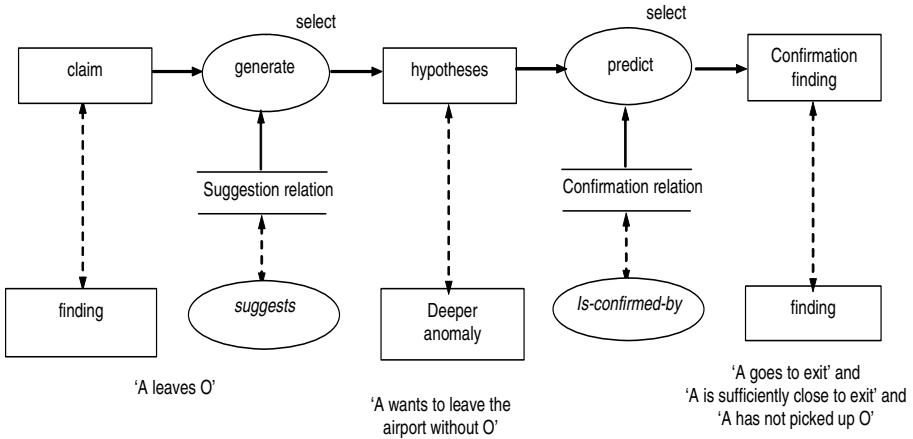 select
select
claim
generate
hypotheses
predict
Confirmation
finding
Suggestion relation
Confirmation relation
finding
suggests
Deeper
anomaly
Is-confirmed-by
finding
‘A leaves O’
‘A wants to leave the
airport without O’
‘A goes to exit’ and
‘A is sufficiently close to exit’ and
‘A has not picked up O’